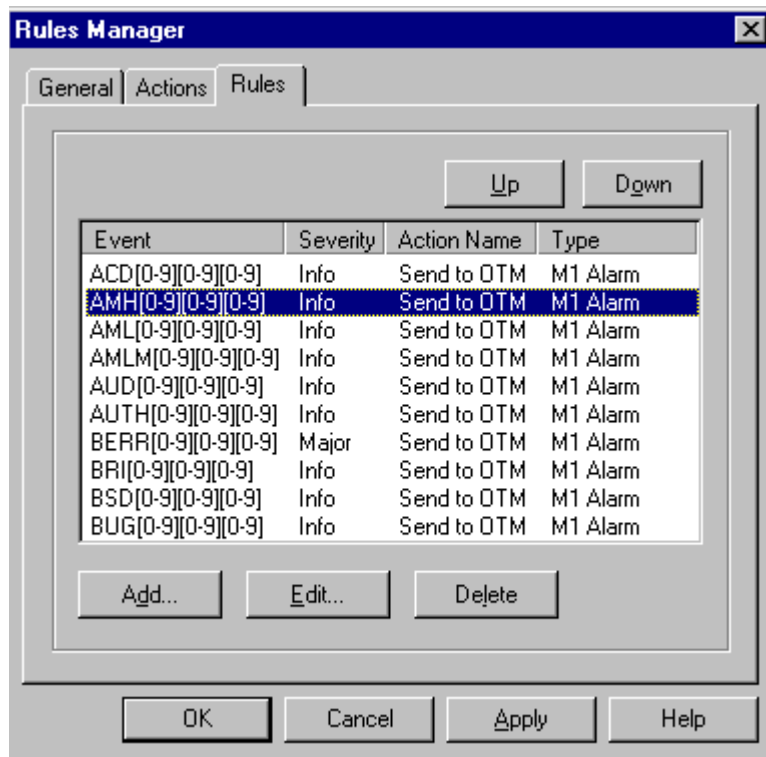 Rules Manager
General Actions Rules
Up Down
Event Severity Action Name Type
ACD[0-9][0-9][0-9] Info Send to OTM M1 Alarm
AMH[0-9][0-9][0-9] Info Send to OTM M1 Alarm
AML[0-9][0-9][0-9] Info Send to OTM M1 Alarm
AMLM[0-9][0-9][0-9] Info Send to OTM M1 Alarm
AUD[0-9][0-9][0-9] Info Send to OTM M1 Alarm
AUTH[0-9][0-9][0-9] Info Send to OTM M1 Alarm
BERR[0-9][0-9][0-9] Major Send to OTM M1 Alarm
BRI[0-9][0-9][0-9] Info Send to OTM M1 Alarm
BSD[0-9][0-9][0-9] Info Send to OTM M1 Alarm
BUG[0-9][0-9][0-9] Info Send to OTM M1 Alarm
Add... Edit... Delete
OK Cancel Apply Help